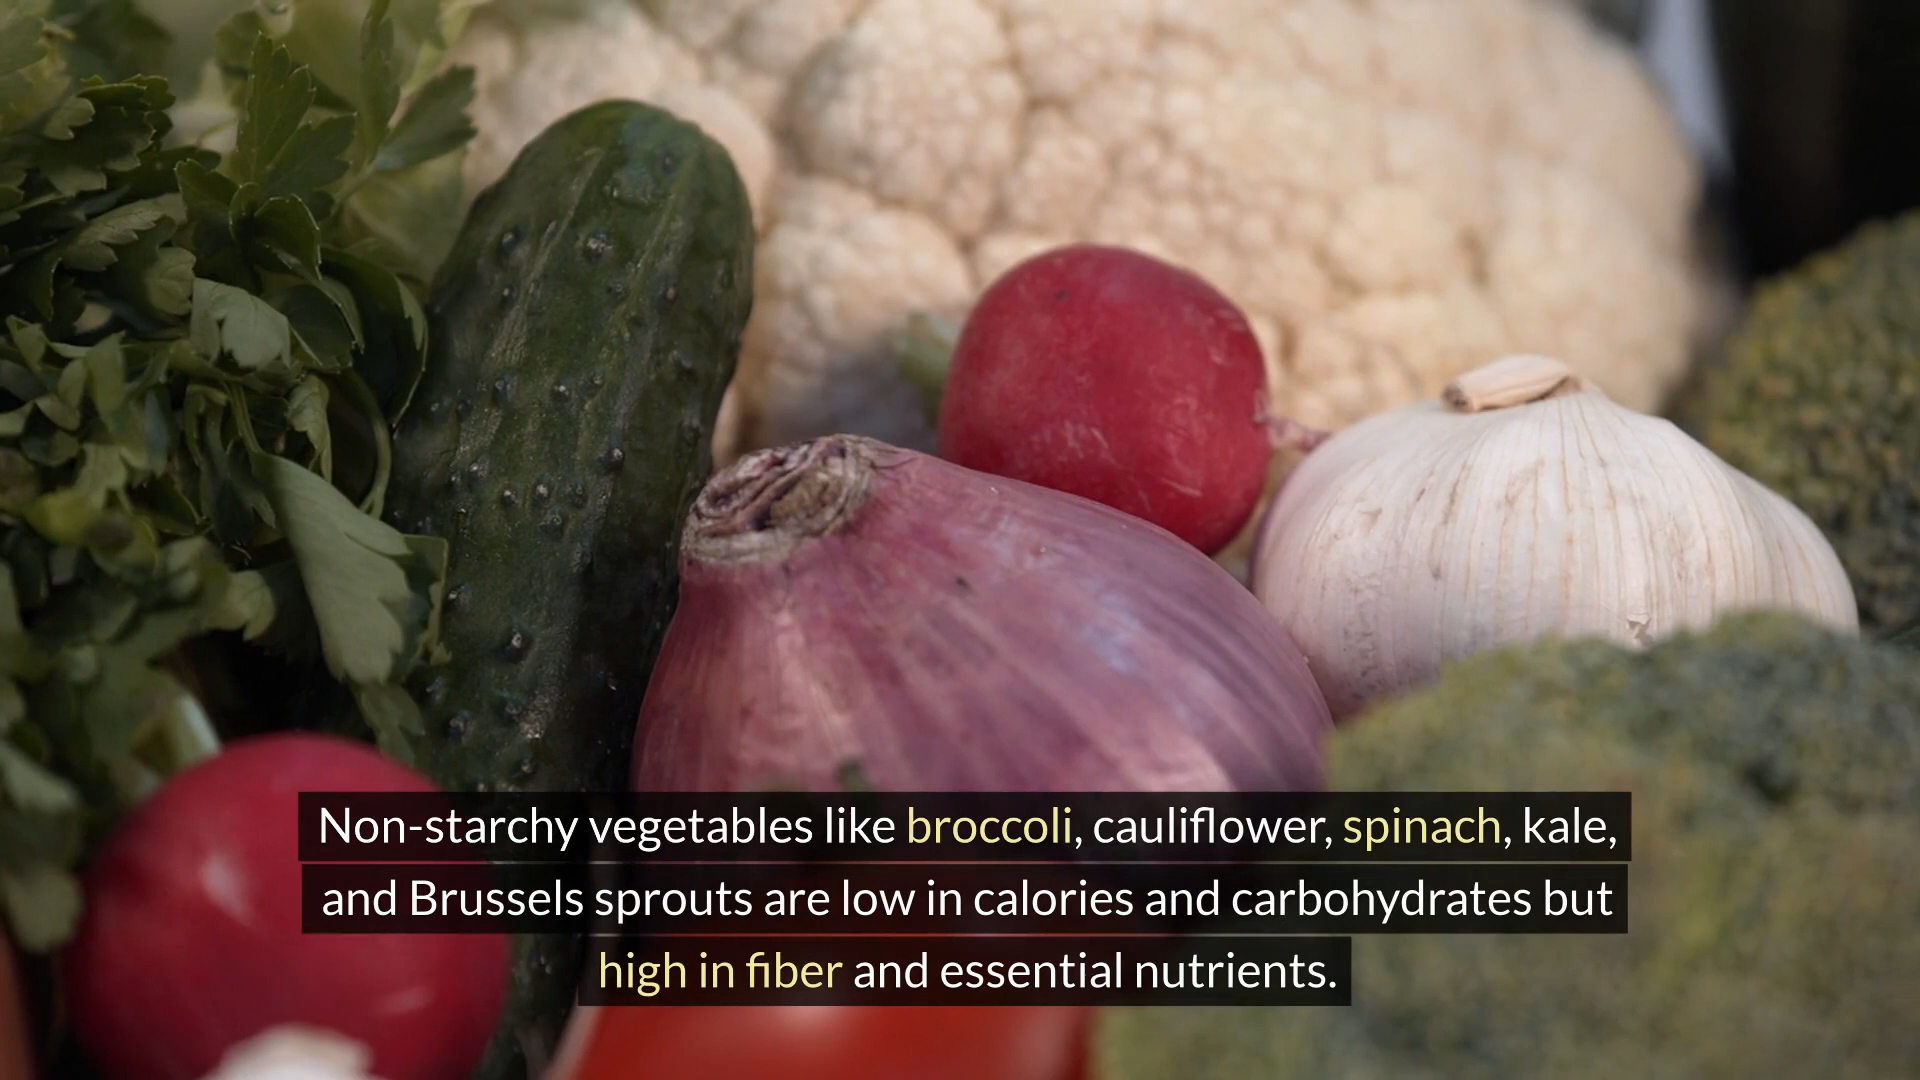 Non-starchy vegetables like broccoli, cauliflower, spinach, kale,
and Brussels sprouts are low in calories and carbohydrates but
high in fiber and essential nutrients.